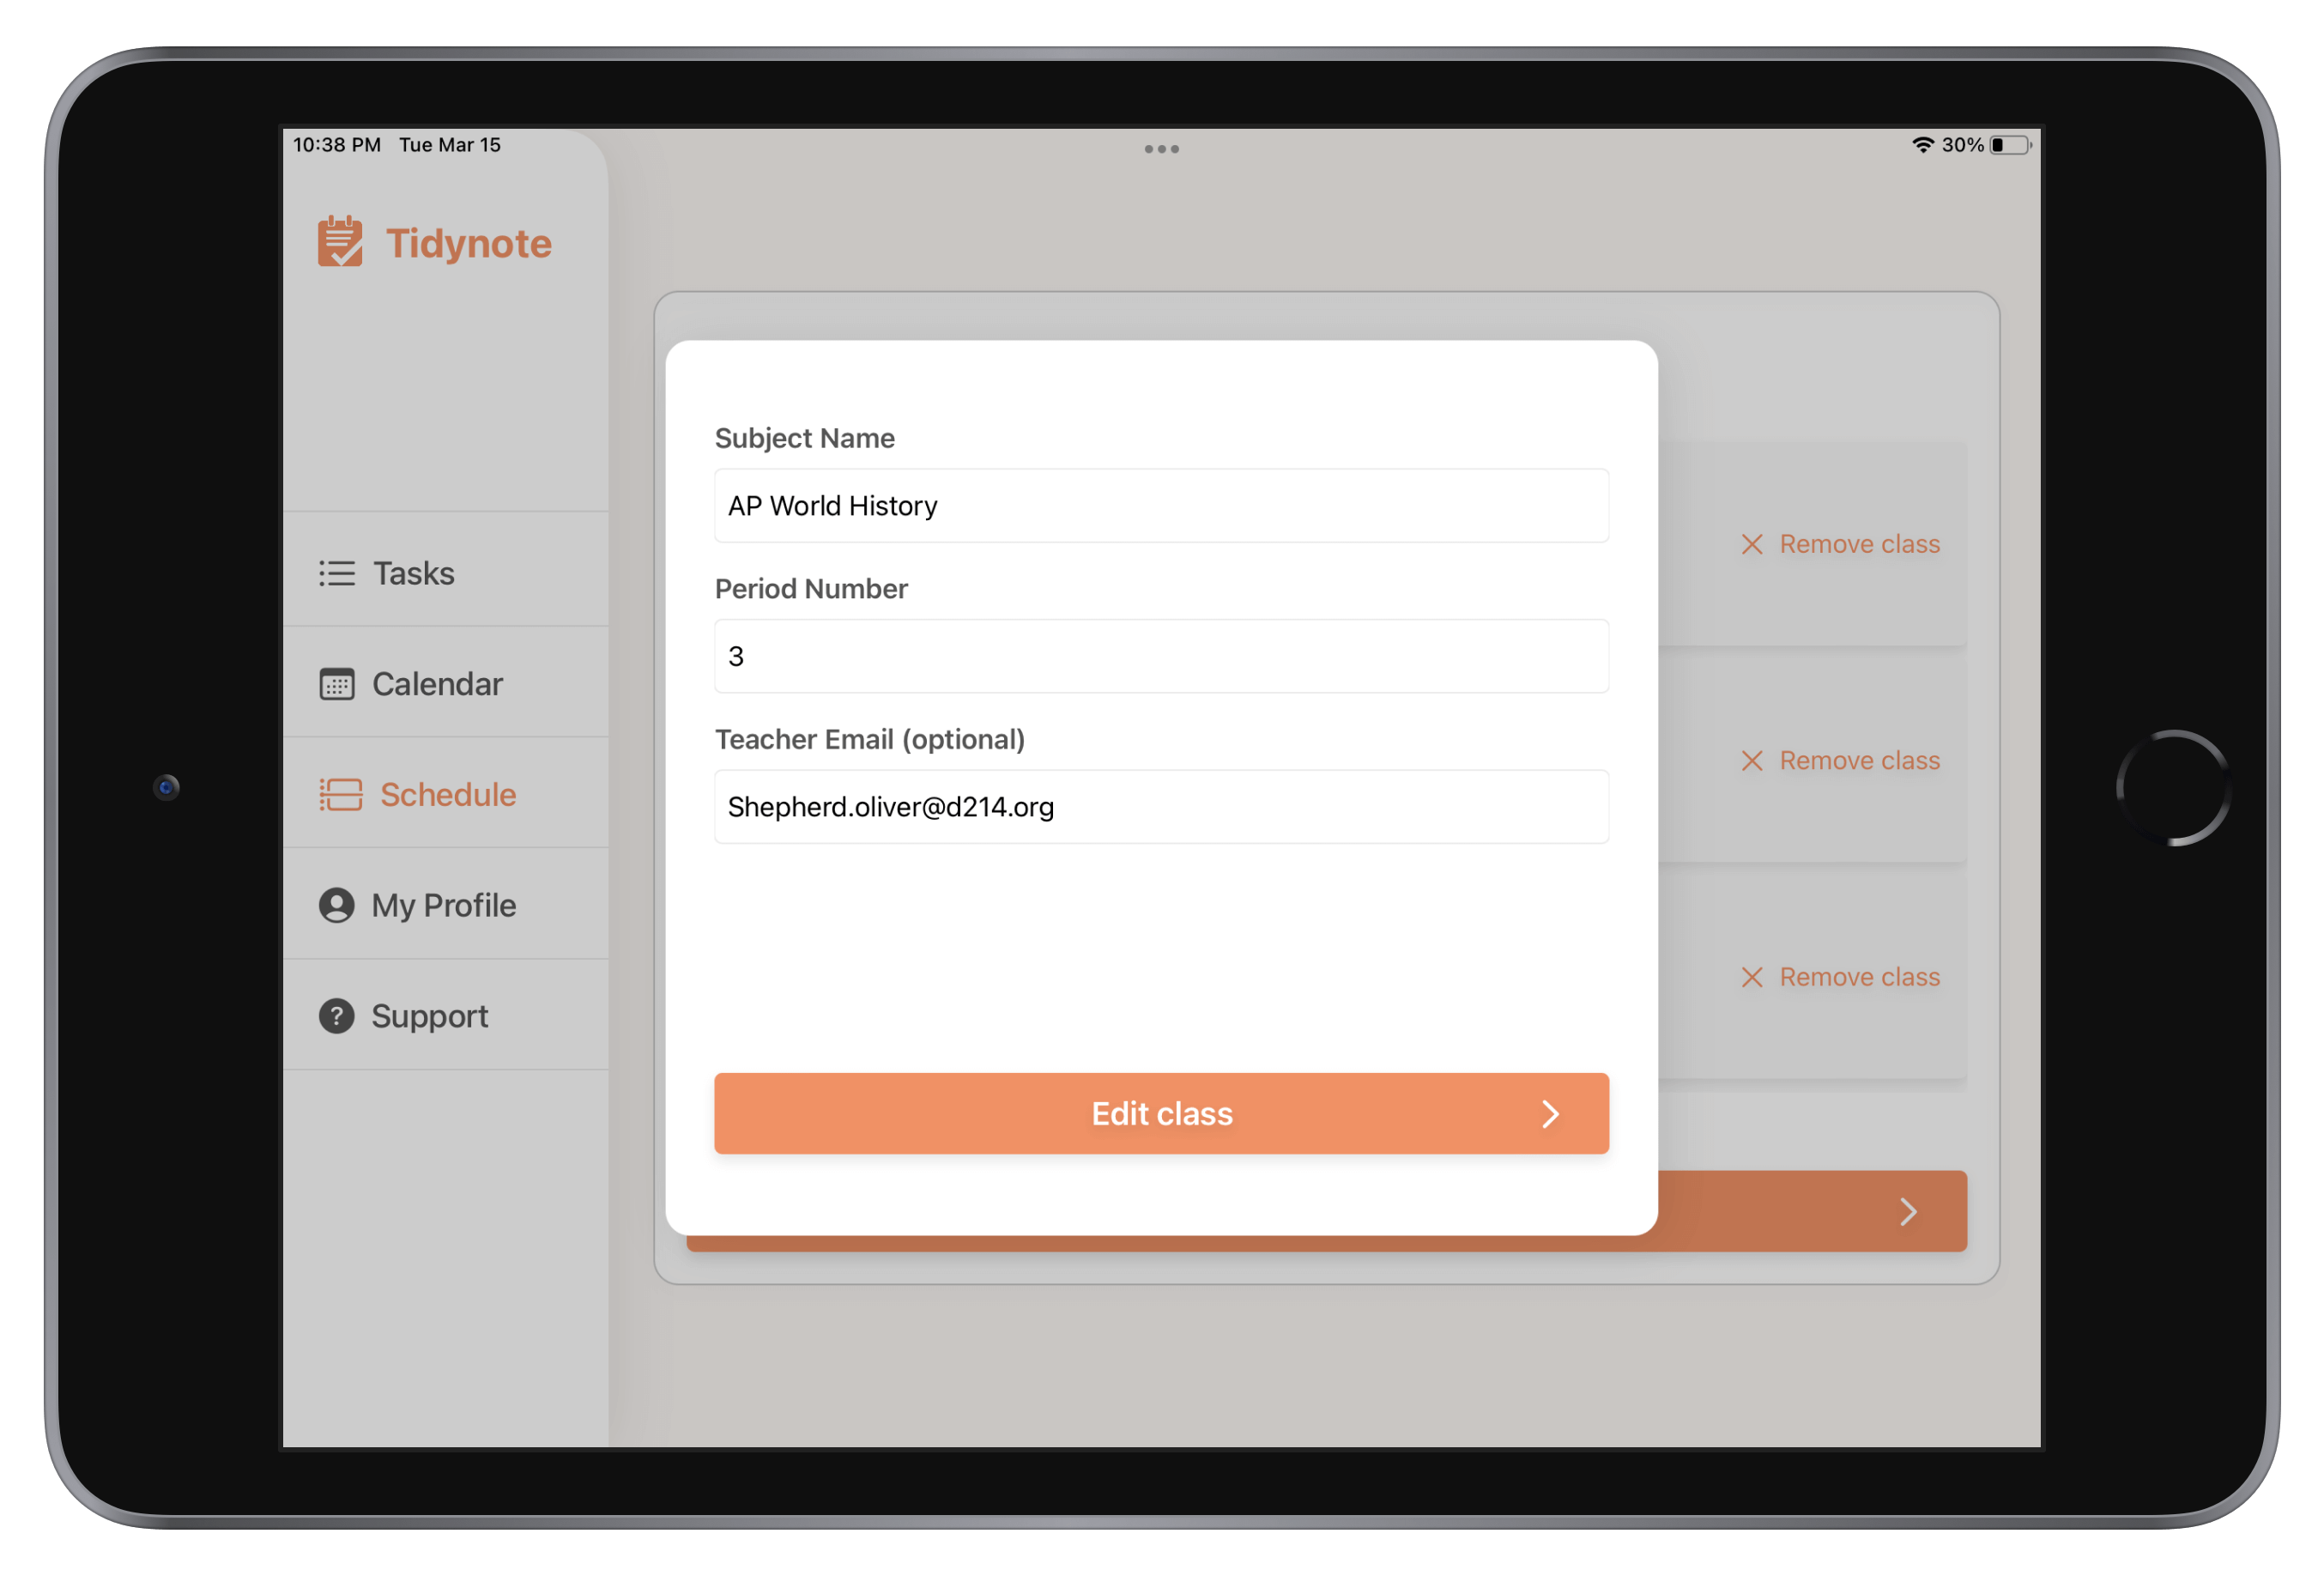 10:38 PM Tue Mar 15
30%
Tidynote
Tasks
Calendar
Schedule
My Profile
Support
Subject Name
AP World History
Period Number
3
Teacher Email (optional)
Shepherd.oliver@d214.org
Edit class
Remove class
Remove class
Remove class